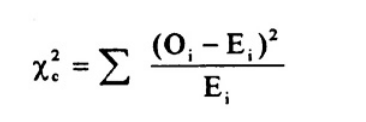 χ²c = Σ (Oi − Ei)² / Ei